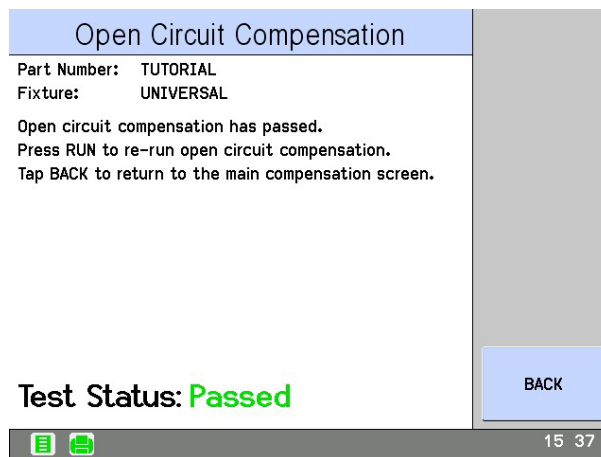 Open Circuit Compensation
Part Number: TUTORIAL
Fixture: UNIVERSAL
Open circuit compensation has passed.
Press RUN to re-run open circuit compensation.
Tap BACK to return to the main compensation screen.
Test Status: Passed
BACK
15 37